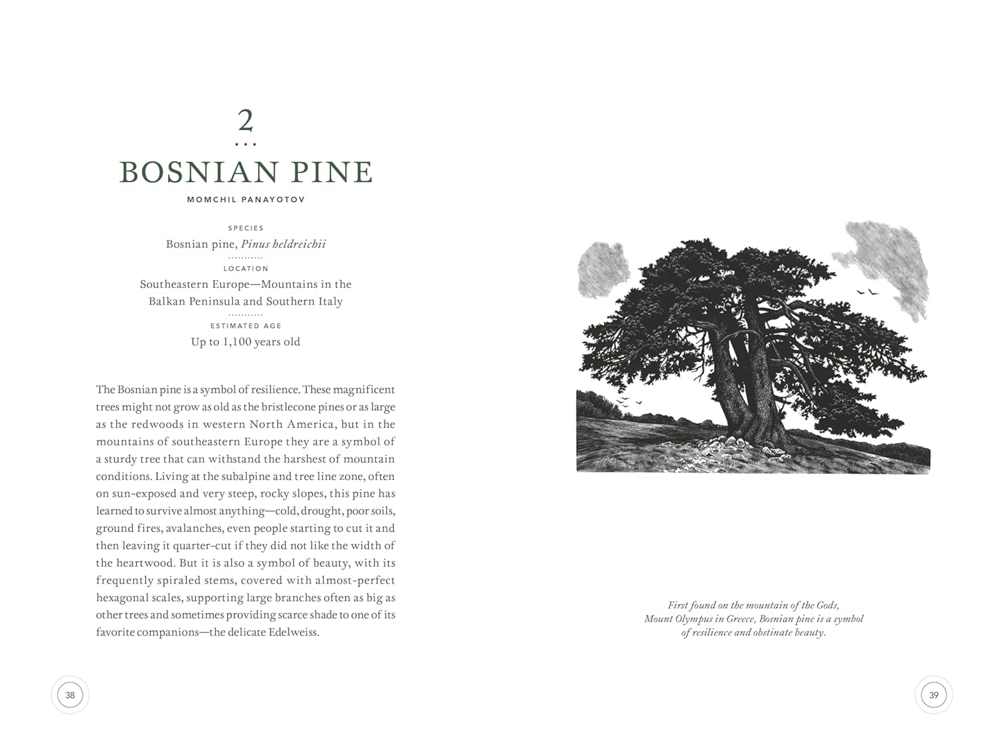 2
...
BOSNIAN PINE
MOMCHIL PANAYOTOV
SPECIES
Bosnian pine, Pinus heldreichii
...........
LOCATION
Southeastern Europe—Mountains in the
Balkan Peninsula and Southern Italy
...........
ESTIMATED AGE
Up to 1,100 years old
The Bosnian pine is a symbol of resilience. These magnificent
trees might not grow as old as the bristlecone pines or as large
as the redwoods in western North America, but in the
mountains of southeastern Europe they are a symbol of
a sturdy tree that can withstand the harshest of mountain
conditions. Living at the subalpine and tree line zone, often
on sun-exposed and very steep, rocky slopes, this pine has
learned to survive almost anything—cold, drought, poor soils,
ground fires, avalanches, even people starting to cut it and
then leaving it quarter-cut if they did not like the width of
the heartwood. But it is also a symbol of beauty, with its
frequently spiraled stems, covered with almost-perfect
hexagonal scales, supporting large branches often as big as
other trees and sometimes providing scarce shade to one of its
favorite companions—the delicate Edelweiss.
38
First found on the mountain of the Gods,
Mount Olympus in Greece, Bosnian pine is a symbol
of resilience and obstinate beauty.
39